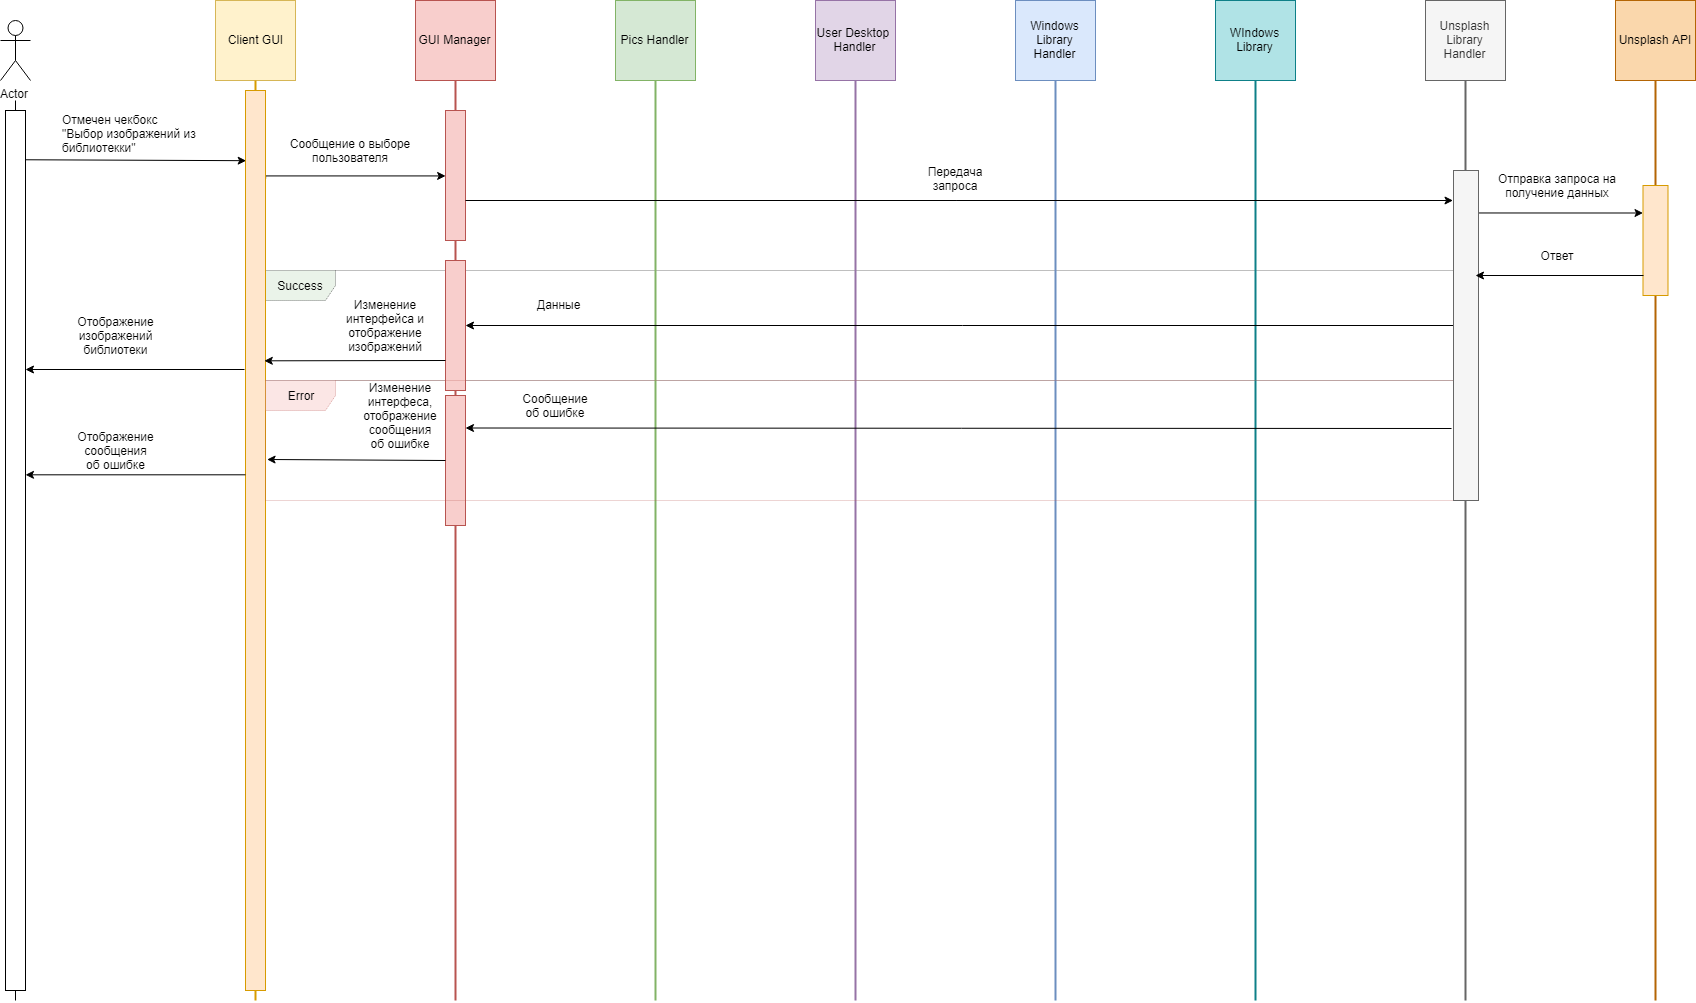 Client GUI
GUI Manager
Pics Handler
User Desktop
Handler
Windows
Library
Handler
WIndows
Library
Unsplash
Library
Handler
Unsplash API
Actor
Отмечен чекбокс
"Выбор изображений из
библиотекки"
Сообщение о выборе
пользователя
Передача
запроса
Отправка запроса на
получение данных
Ответ
Success
Данные
Изменение
интерфейса и
отображение
изображений
Отображение
изображений
библиотеки
Error
Изменение
интерфеса,
отображение
сообщения
об ошибке
Сообщение
об ошибке
Отображение
сообщения
об ошибке